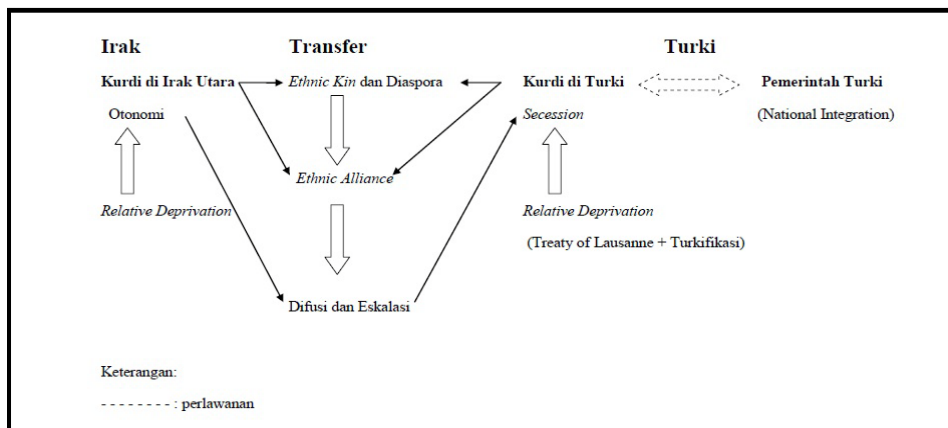 Irak Transfer Turki
Kurdi di Irak Utara Ethnic Kin dan Diaspora Kurdi di Turki Pemerintah Turki
Otonomi Secession (National Integration)
Ethnic Alliance
Relative Deprivation Relative Deprivation
(Treaty of Lausanne + Turkifikasi)
Difusi dan Eskalasi
Keterangan:
- - - - - - - - : perlawanan